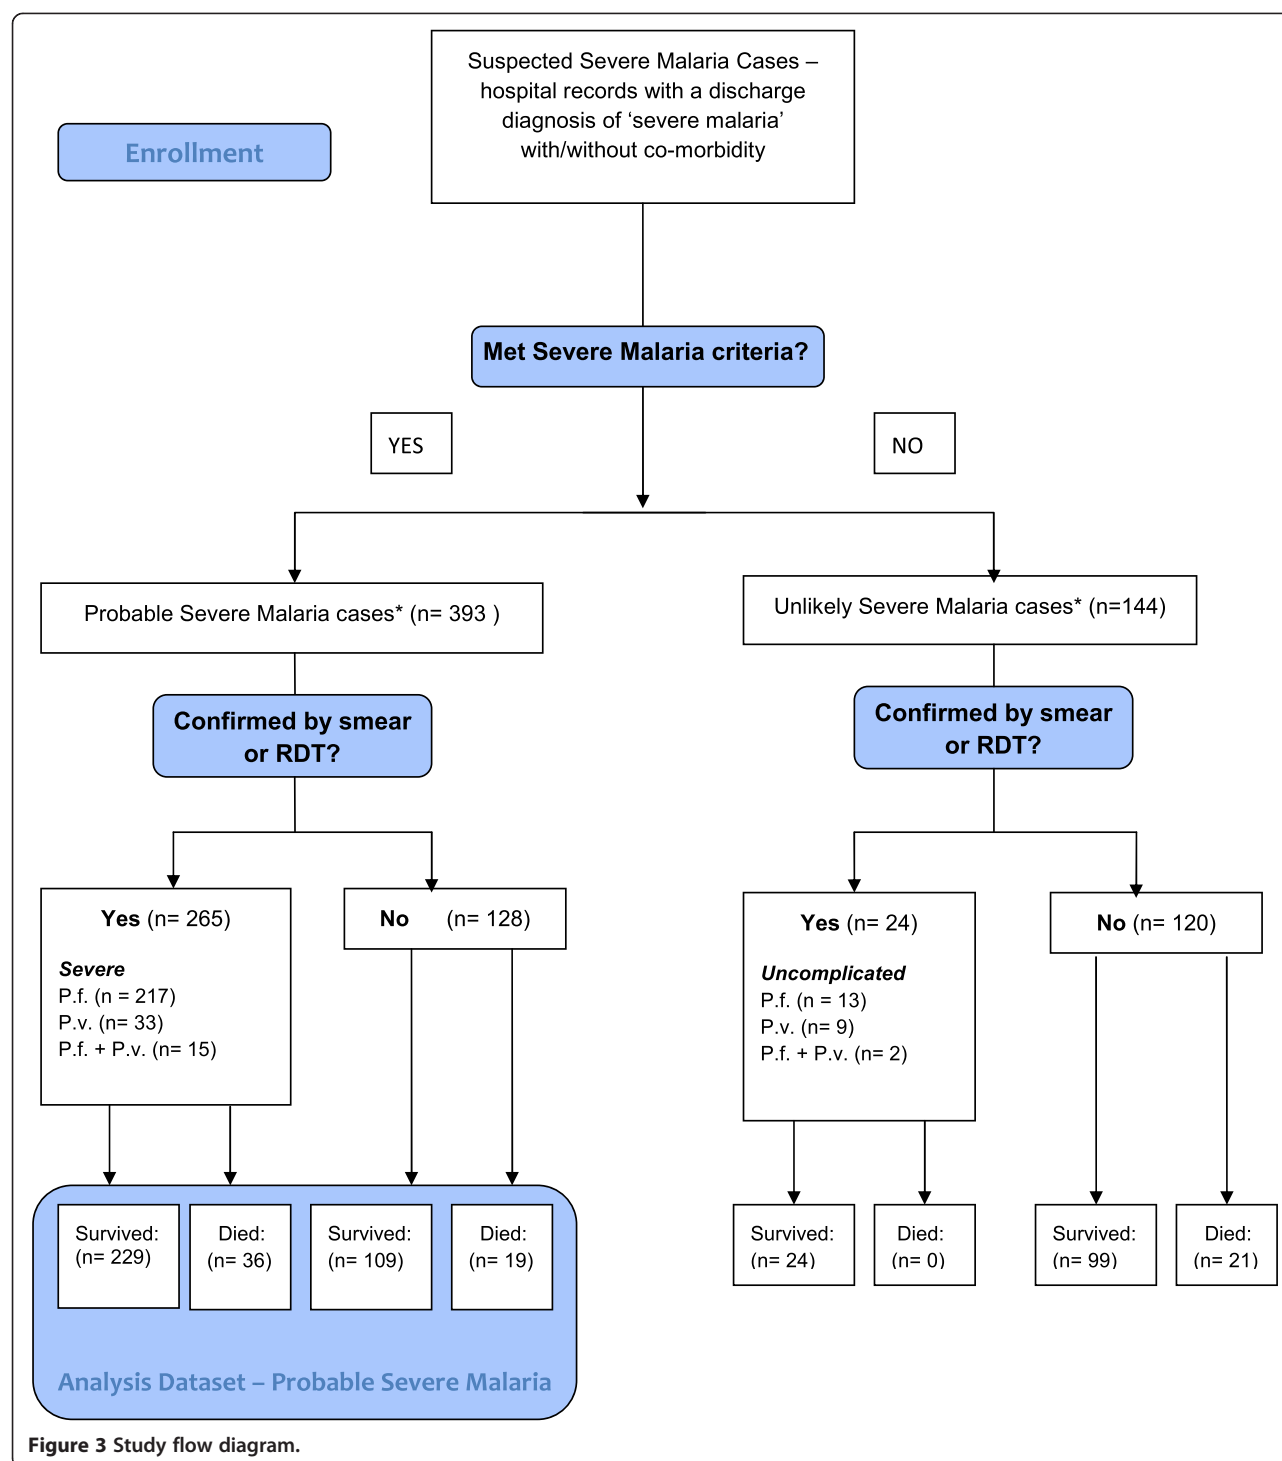 Suspected Severe Malaria Cases –
hospital records with a discharge
diagnosis of ‘severe malaria’
with/without co-morbidity
Enrollment
Met Severe Malaria criteria?
YES
NO
Probable Severe Malaria cases* (n= 393 )
Unlikely Severe Malaria cases* (n=144)
Confirmed by smear
or RDT?
Confirmed by smear
or RDT?
Yes (n= 265)
Severe
P.f. (n = 217)
P.v. (n= 33)
P.f. + P.v. (n= 15)
No (n= 128)
Yes (n= 24)
Uncomplicated
P.f. (n = 13)
P.v. (n= 9)
P.f. + P.v. (n= 2)
No (n= 120)
Survived:
(n= 229)
Died:
(n= 36)
Survived:
(n= 109)
Died:
(n= 19)
Survived:
(n= 24)
Died:
(n= 0)
Survived:
(n= 99)
Died:
(n= 21)
Analysis Dataset – Probable Severe Malaria
Figure 3 Study flow diagram.